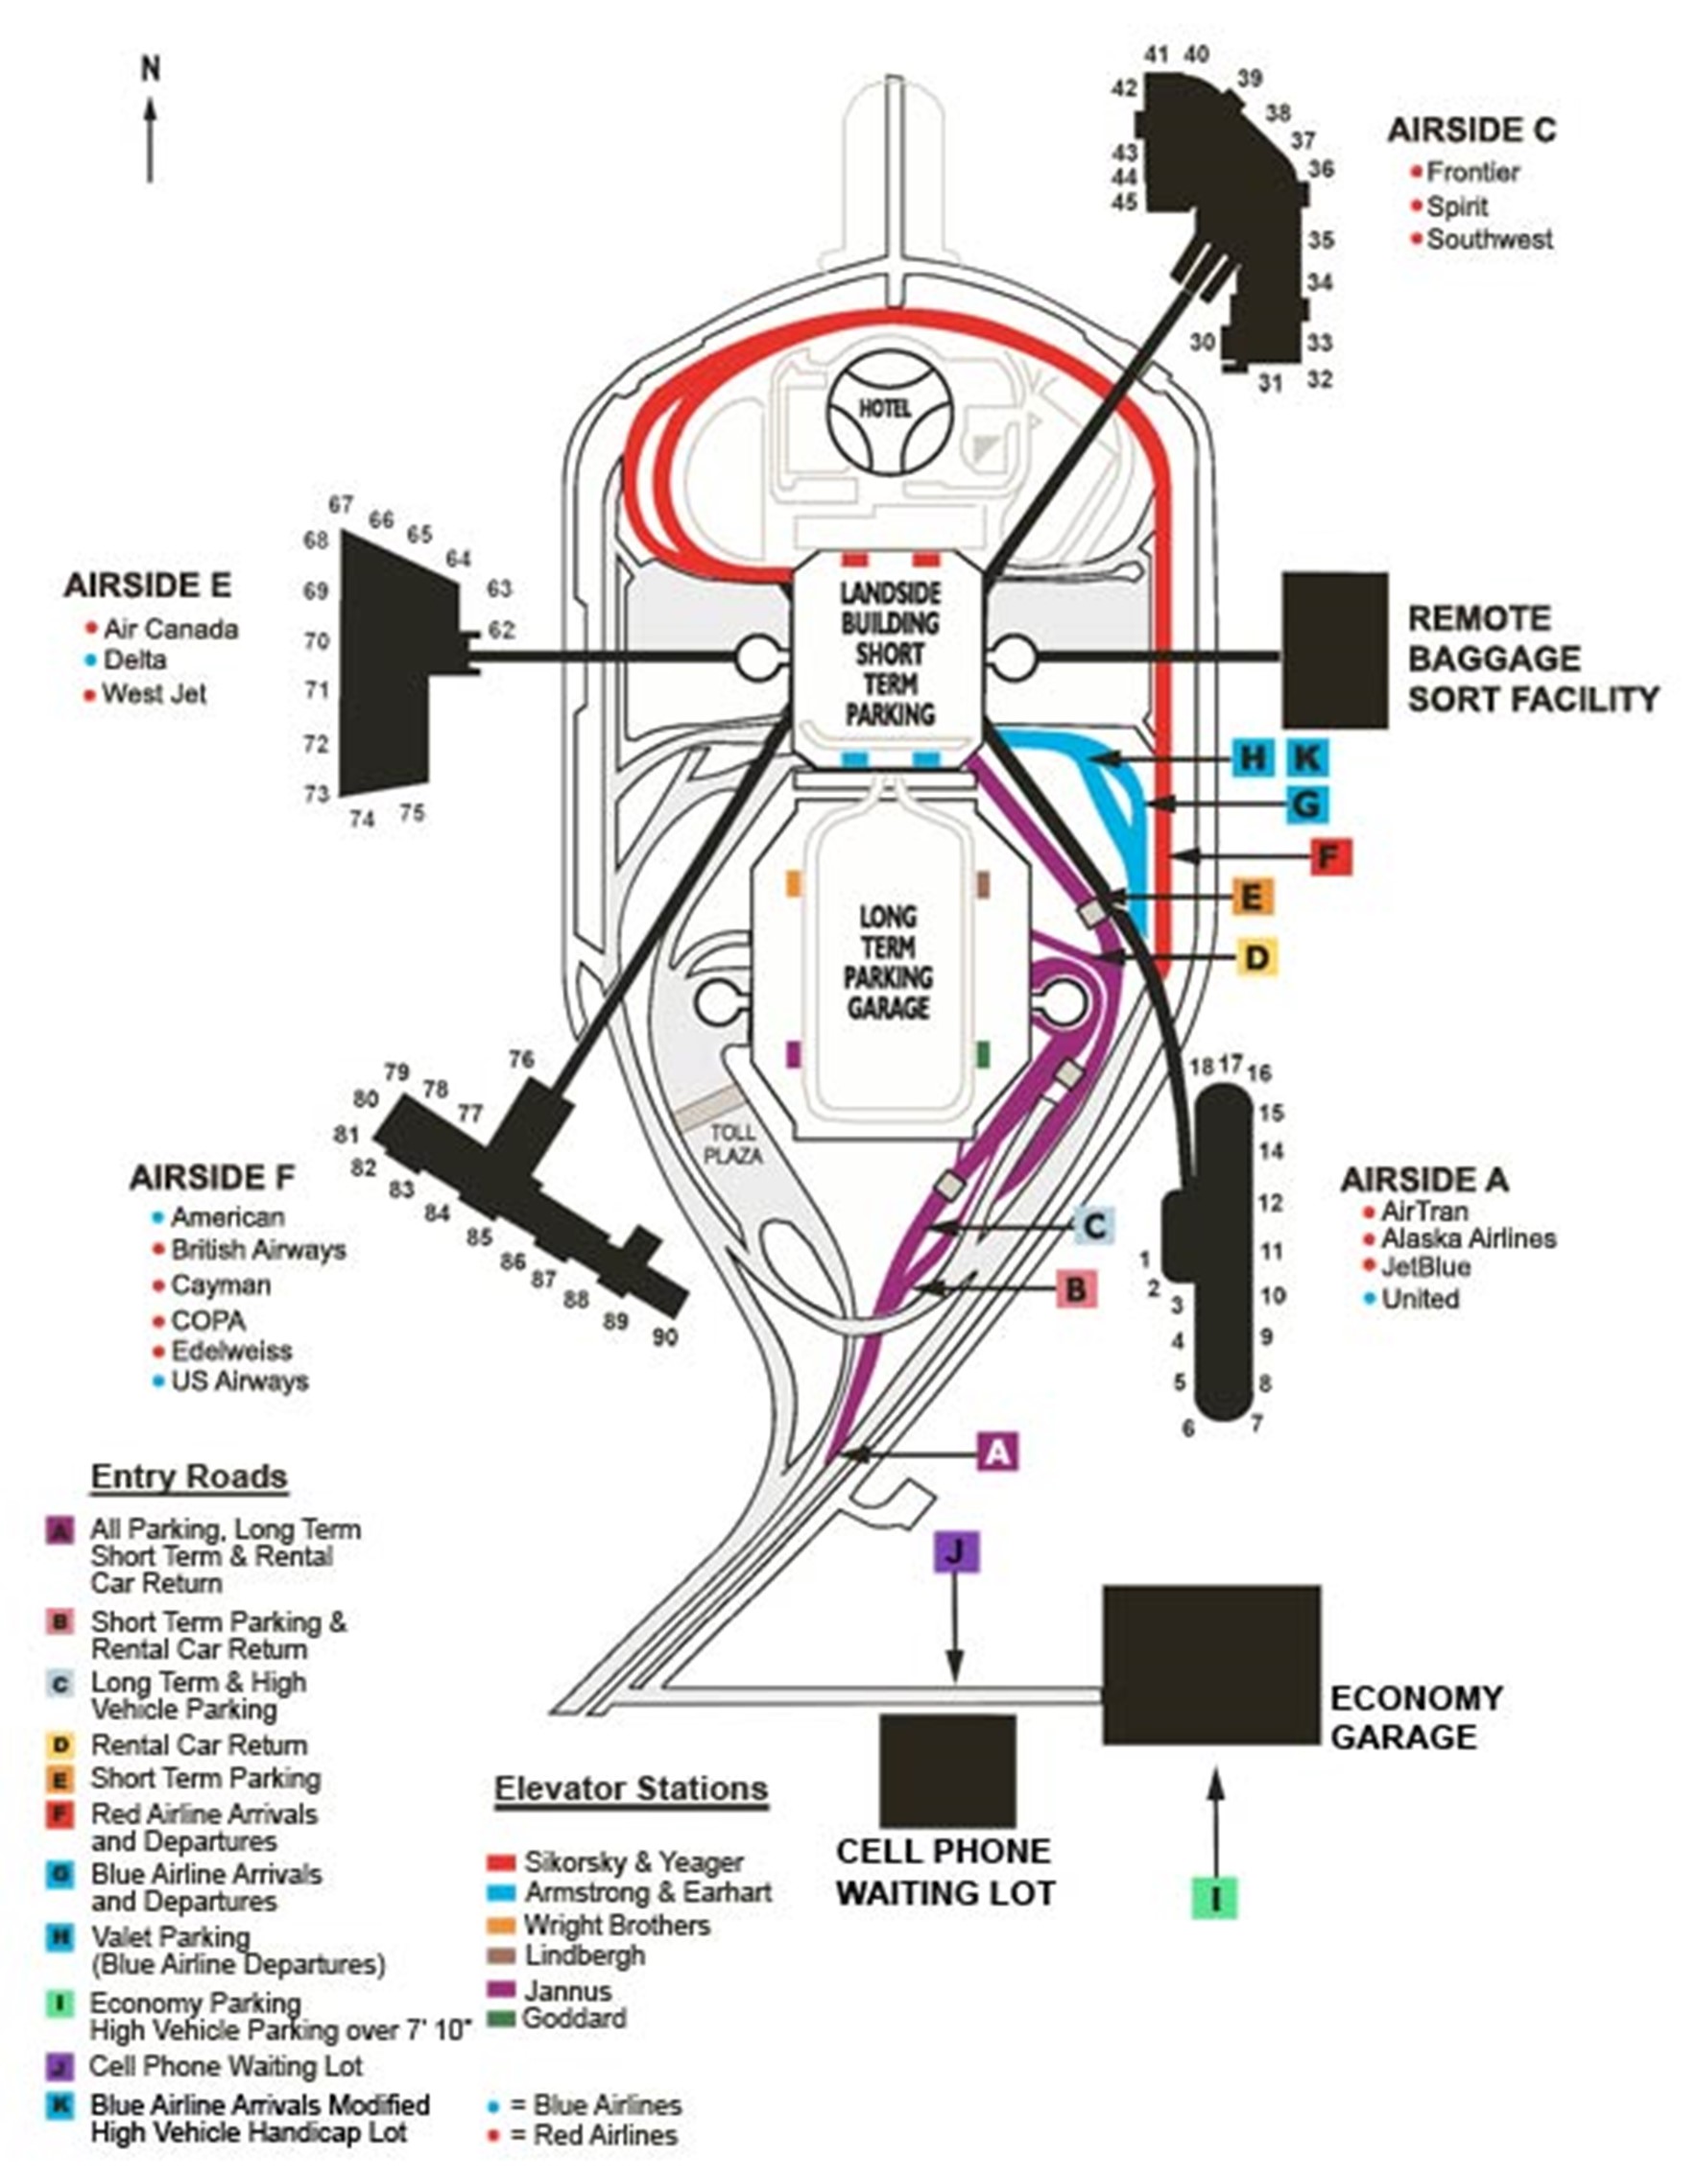 N
41 40
39
42
38
37
43
36
44
45
35
34
30
33
31
32
AIRSIDE C
Frontier
Spirit
Southwest
HOTEL
67
66
65
68
64
69
63
70
62
71
72
73
74
75
AIRSIDE E
Air Canada
Delta
West Jet
LANDSIDE
BUILDING
SHORT
TERM
PARKING
REMOTE
BAGGAGE
SORT FACILITY
H K
G
F
E
D
LONG
TERM
PARKING
GARAGE
TOLL
PLAZA
76
79
78
80
77
81
82
83
84
85
86
87
88
89
90
AIRSIDE F
American
British Airways
Cayman
COPA
Edelweiss
US Airways
18 17 16
15
14
12
11
1
2
10
3
4
9
5
8
6
7
AIRSIDE A
AirTran
Alaska Airlines
JetBlue
United
C
B
A
J
ECONOMY
GARAGE
CELL PHONE
WAITING LOT
I
Entry Roads
A All Parking, Long Term
Short Term & Rental
Car Return
B Short Term Parking &
Rental Car Return
C Long Term & High
Vehicle Parking
D Rental Car Return
E Short Term Parking
F Red Airline Arrivals
and Departures
G Blue Airline Arrivals
and Departures
H Valet Parking
(Blue Airline Departures)
I Economy Parking
High Vehicle Parking over 7' 10"
J Cell Phone Waiting Lot
K Blue Airline Arrivals Modified
High Vehicle Handicap Lot
Elevator Stations
Sikorsky & Yeager
Armstrong & Earhart
Wright Brothers
Lindbergh
Jannus
Goddard
= Blue Airlines
= Red Airlines